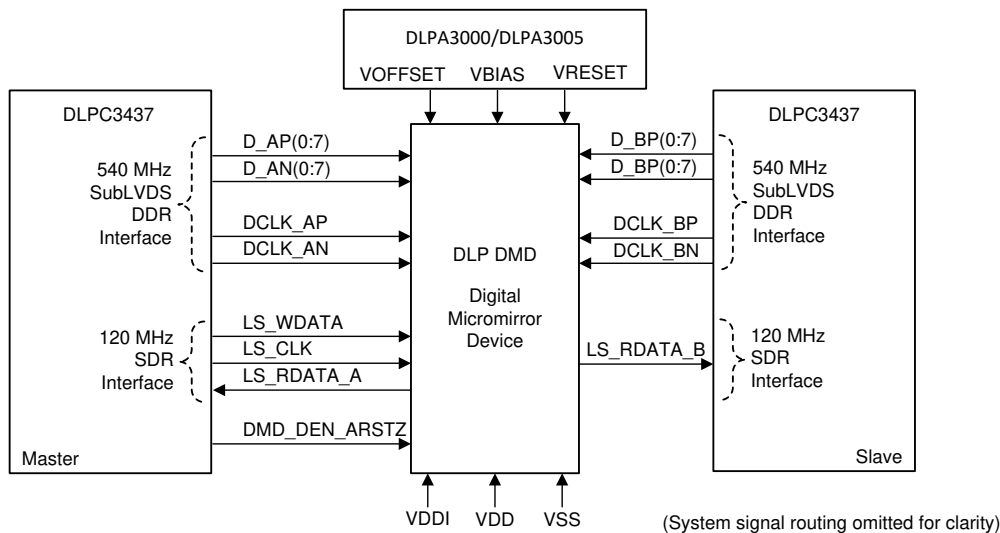 DLPA3000/DLPA3005
VOFFSET VBIAS VRESET
DLPC3437
540 MHz
SubLVDS
DDR
Interface
120 MHz
SDR
Interface
Master
D_AP(0:7)
D_AN(0:7)
DCLK_AP
DCLK_AN
LS_WDATA
LS_CLK
LS_RDATA_A
DMD_DEN_ARSTZ
DLP DMD
Digital
Micromirror
Device
D_BP(0:7)
D_BP(0:7)
DCLK_BP
DCLK_BN
LS_RDATA_B
DLPC3437
540 MHz
SubLVDS
DDR
Interface
120 MHz
SDR
Interface
Slave
VDDI VDD VSS
(System signal routing omitted for clarity)